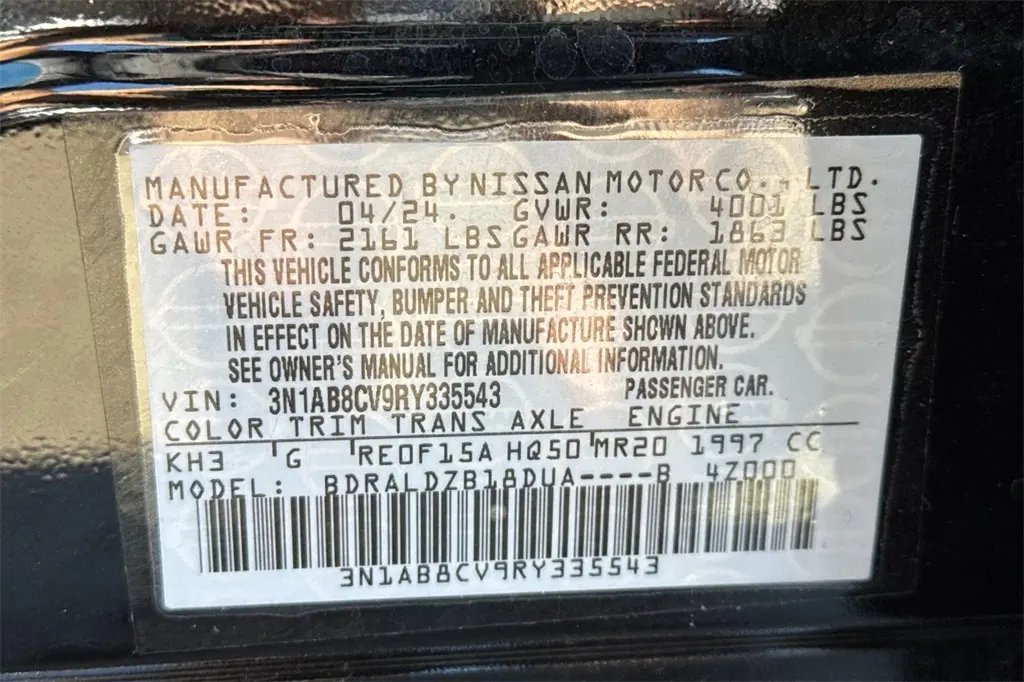 MANUFACTURED BY NISSAN MOTOR CO., LTD.
DATE: 04/24. GVWR: 4001 LBS
GAWR FR: 2161 LBS GAWR RR: 1863 LBS
THIS VEHICLE CONFORMS TO ALL APPLICABLE FEDERAL MOTOR
VEHICLE SAFETY, BUMPER AND THEFT PREVENTION STANDARDS
IN EFFECT ON THE DATE OF MANUFACTURE SHOWN ABOVE.
SEE OWNER'S MANUAL FOR ADDITIONAL INFORMATION.
VIN: 3N1AB8CV9RY335543 PASSENGER CAR.
COLOR TRIM TRANS AXLE ENGINE
KH3 G RE0F15A HQ50 MR20 1997 CC
MODEL: BDRALDZB18DUA----B 4Z000
3N1AB8CV9RY335543